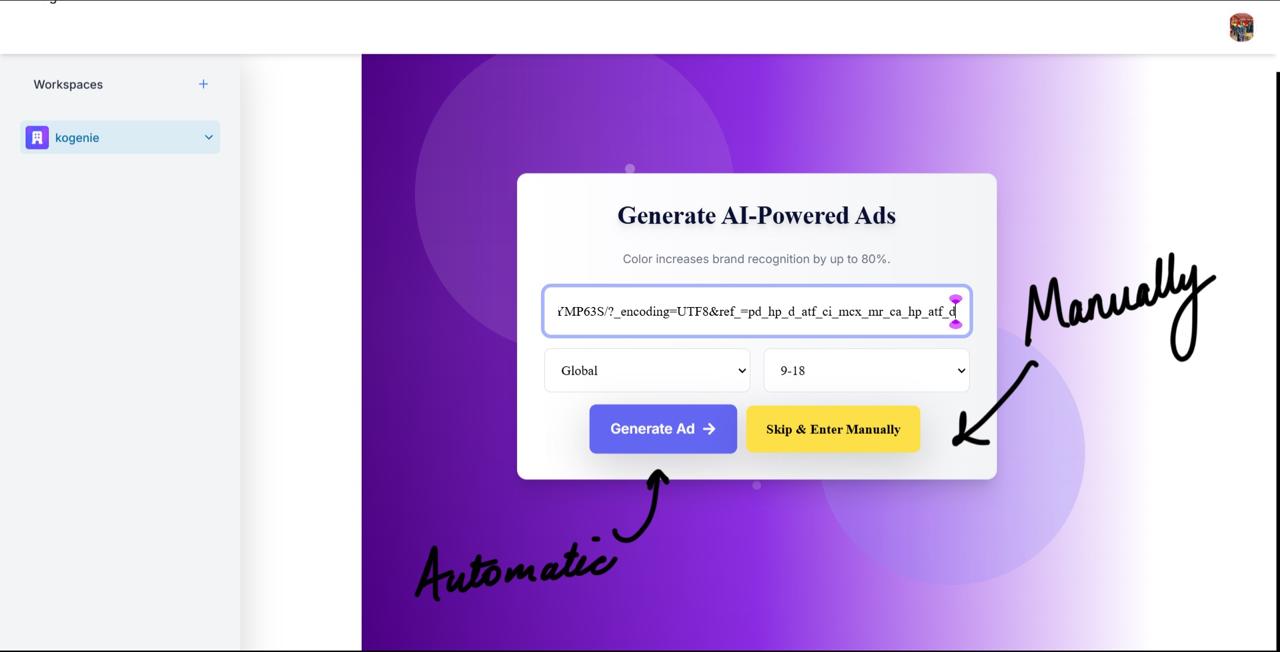 Workspaces +
kogenie
Generate AI-Powered Ads
Color increases brand recognition by up to 80%.
YMP63S/?_encoding=UTF8&ref_=pd_hp_d_atf_ci_mcx_mr_ca_hp_atf_d
Global 9-18
Generate Ad → Skip & Enter Manually
Manually
Automatic